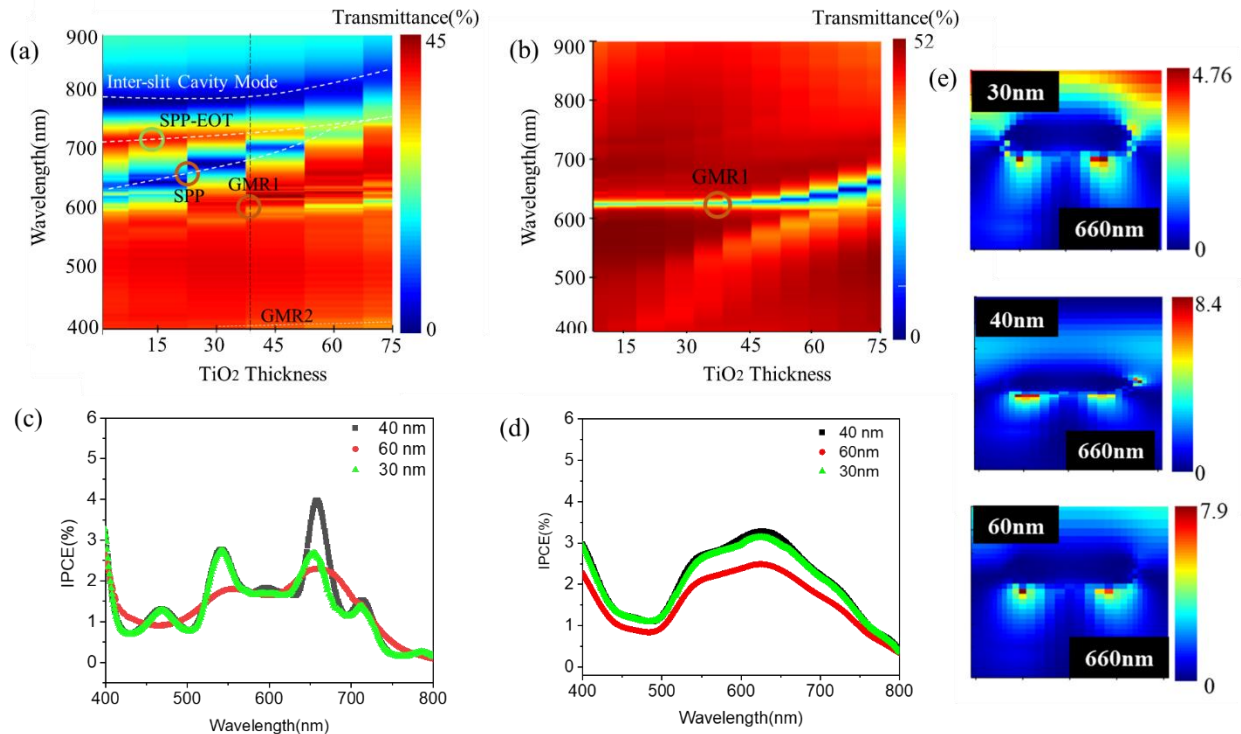 (a)
Transmittance(%)
45
0
900
800
700
600
500
400
Wavelength(nm)
Inter-slit Cavity Mode
SPP-EOT
SPP
GMR1
GMR2
15
30
45
60
75
TiO2 Thickness
(b)
Transmittance(%)
52
0
900
800
700
600
500
400
Wavelength(nm)
GMR1
15
30
45
60
75
TiO2 Thickness
(c)
6
5
4
3
2
1
0
IPCE(%)
40 nm
60 nm
30 nm
400
500
600
700
800
Wavelength(nm)
(d)
6
5
4
3
2
1
0
IPCE(%)
40 nm
60nm
30nm
400
500
600
700
800
Wavelength(nm)
(e)
30nm
660nm
4.76
0
40nm
660nm
8.4
0
60nm
660nm
7.9
0